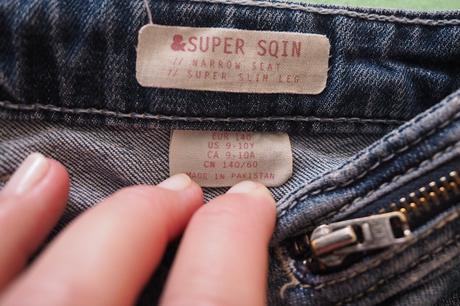 &SUPER SQIN
// NARROW SEAT
// SUPER SLIM LEG
EUR 140
US 9-10Y
CA 9-10A
CN 140/60
MADE IN PAKISTAN